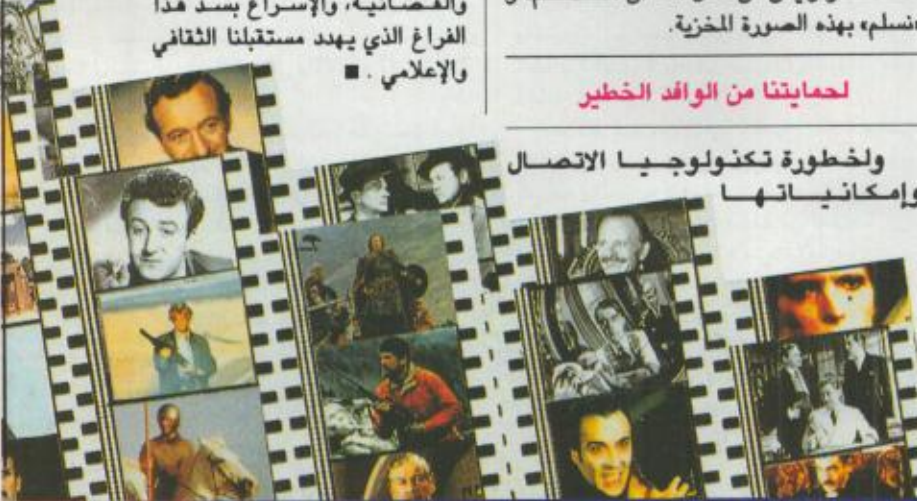 نسلم» بهذه الصورة المخزية.
لحمايتنا من الوافد الخطير
ولخطورة تكنولوجيا الاتصال
وإمكانياتها
والفضائية، والإسراع بسد هذا
الفراغ الذي يهدد مستقبلنا الثقافي
والإعلامي . ■